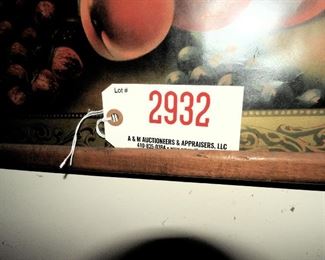 Lot #
2932
A & M AUCTIONEERS & APPRAISERS, LLC